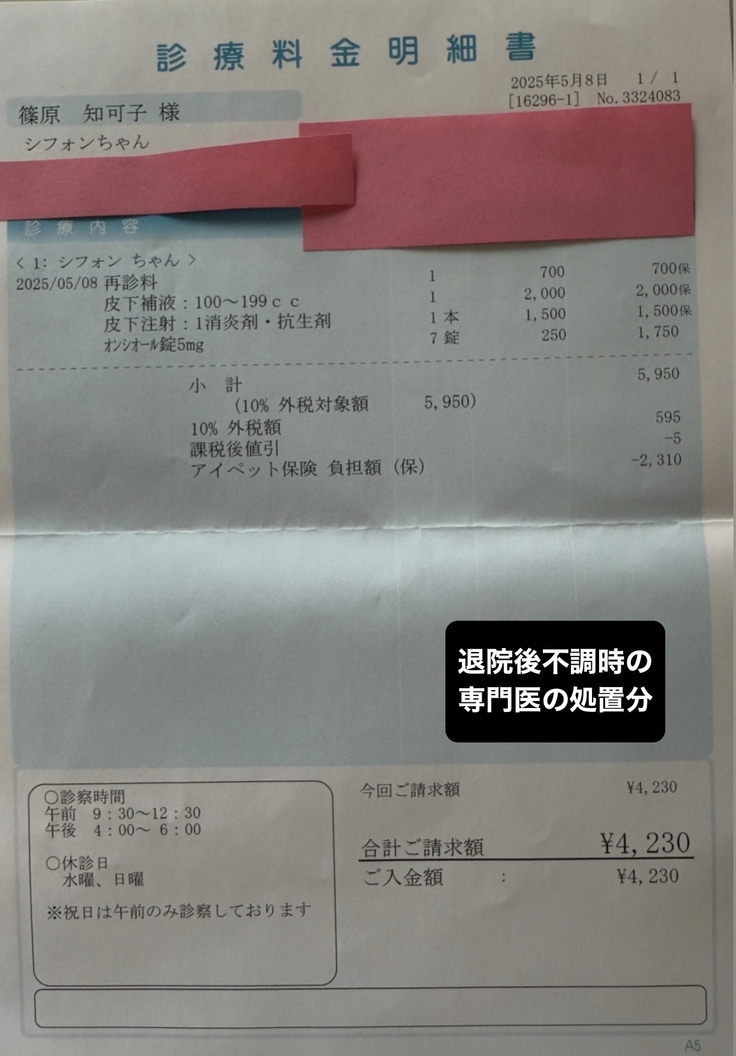 診療料金明細書
2025年5月8日 1/ 1
[16296-1] No.3324083
篠原 知可子 様
シフォンちゃん
診療内容
< 1: シフォン ちゃん >
2025/05/08 再診料 1 700 700保
皮下補液:100~199cc 1 2,000 2,000保
皮下注射:1消炎剤・抗生剤 1 本 1,500 1,500保
オンシオール錠5mg 7 錠 250 1,750
小 計 5,950
(10% 外税対象額 5,950)
10% 外税額 595
課税後値引 -5
アイペット保険 負担額 (保) -2,310
退院後不調時の
専門医の処置分
○診察時間
午前 9:30~12:30
午後 4:00~ 6:00
○休診日
水曜、日曜
※祝日は午前のみ診察しております
今回ご請求額 ¥4,230
合計ご請求額 ¥4,230
ご入金額 : ¥4,230
A5